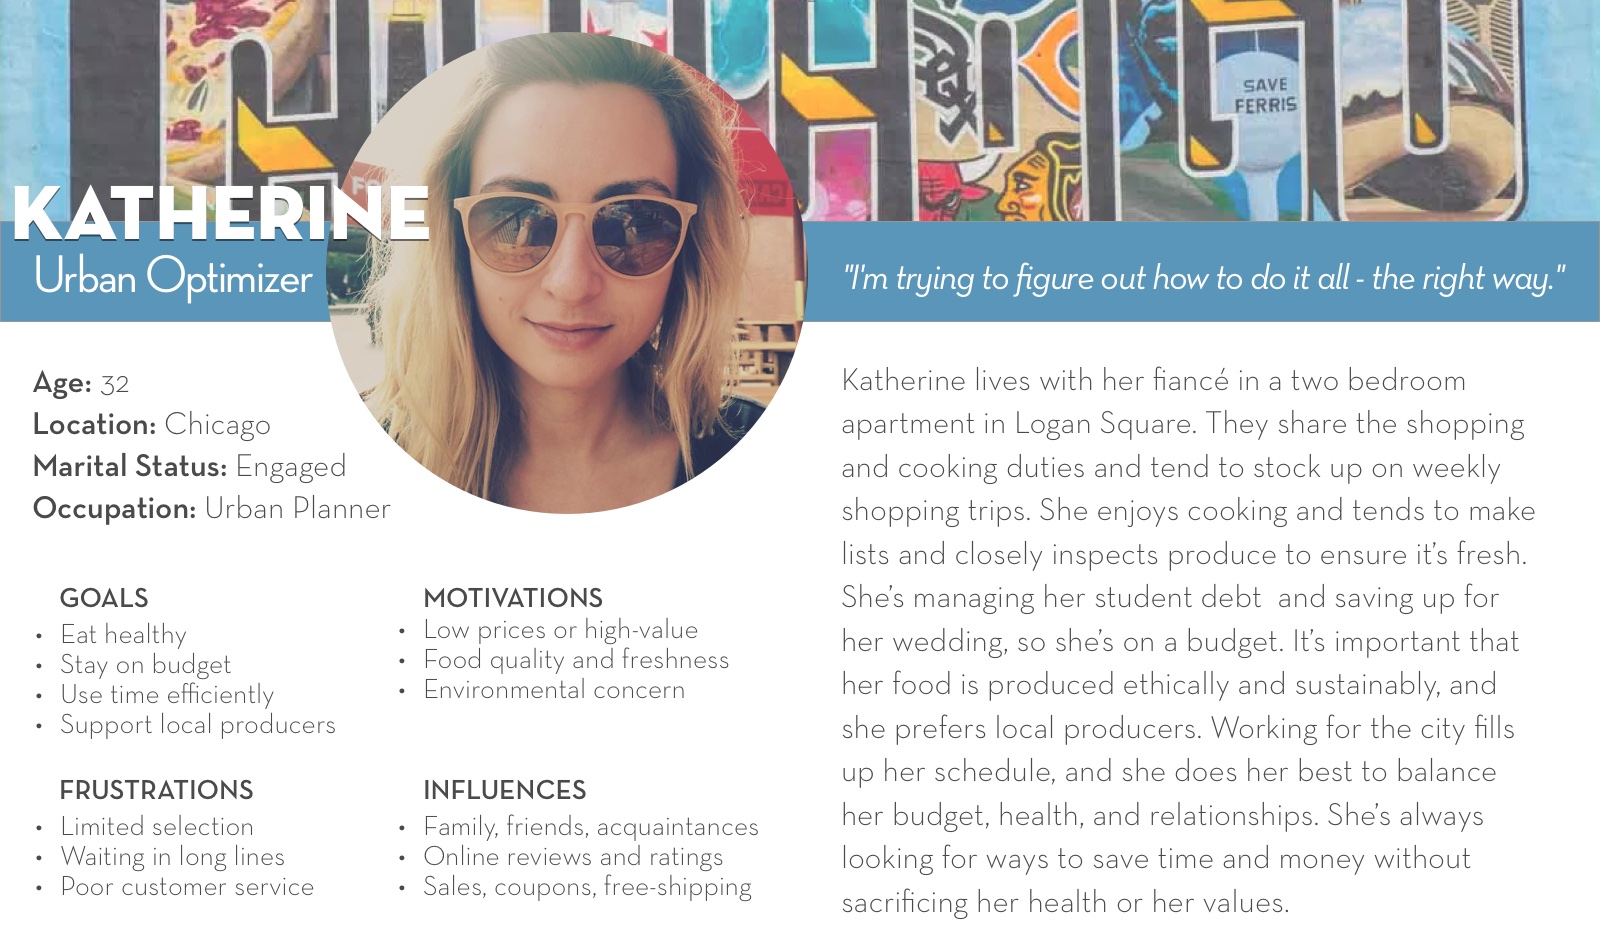 CHICAGO
SAVE
FERRIS
KATHERINE
Urban Optimizer
"I'm trying to figure out how to do it all - the right way."
Age: 32
Location: Chicago
Marital Status: Engaged
Occupation: Urban Planner
GOALS
• Eat healthy
• Stay on budget
• Use time efficiently
• Support local producers
MOTIVATIONS
• Low prices or high-value
• Food quality and freshness
• Environmental concern
FRUSTRATIONS
• Limited selection
• Waiting in long lines
• Poor customer service
INFLUENCES
• Family, friends, acquaintances
• Online reviews and ratings
• Sales, coupons, free-shipping
Katherine lives with her fiancé in a two bedroom
apartment in Logan Square. They share the shopping
and cooking duties and tend to stock up on weekly
shopping trips. She enjoys cooking and tends to make
lists and closely inspects produce to ensure it's fresh.
She's managing her student debt  and saving up for
her wedding, so she's on a budget. It's important that
her food is produced ethically and sustainably, and
she prefers local producers. Working for the city fills
up her schedule, and she does her best to balance
her budget, health, and relationships. She's always
looking for ways to save time and money without
sacrificing her health or her values.